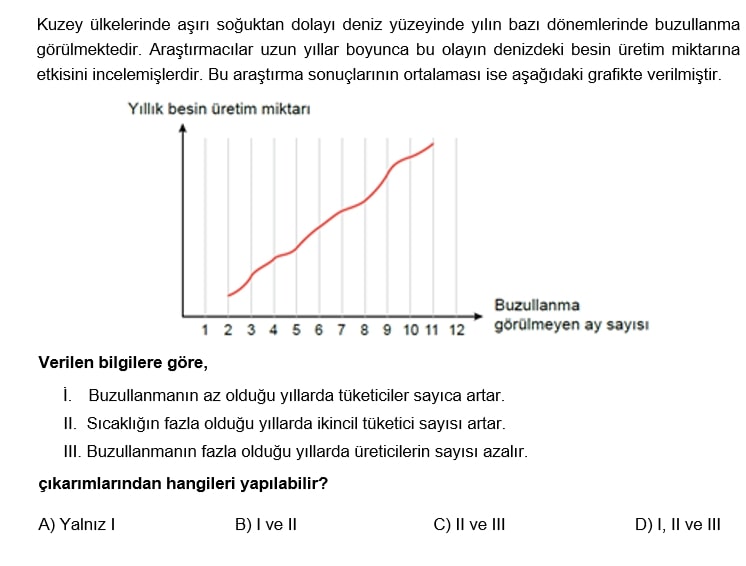 Kuzey ülkelerinde aşırı soğuktan dolayı deniz yüzeyinde yılın bazı dönemlerinde buzullanma
görülmektedir. Araştırmacılar uzun yıllar boyunca bu olayın denizdeki besin üretim miktarına
etkisini incelemişlerdir. Bu araştırma sonuçlarının ortalaması ise aşağıdaki grafikte verilmiştir.
Yıllık besin üretim miktarı
Buzullanma
görülmeyen ay sayısı
1 2 3 4 5 6 7 8 9 10 11 12
Verilen bilgilere göre,
İ. Buzullanmanın az olduğu yıllarda tüketiciler sayıca artar.
II. Sıcaklığın fazla olduğu yıllarda ikincil tüketici sayısı artar.
III. Buzullanmanın fazla olduğu yıllarda üreticilerin sayısı azalır.
çıkarımlarından hangileri yapılabilir?
A) Yalnız I B) I ve II C) II ve III D) I, II ve III